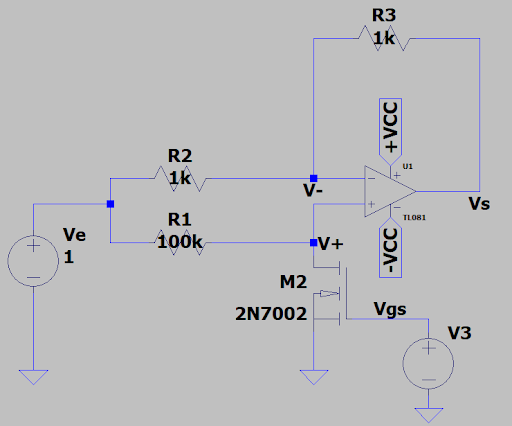 R3
1k
+VCC
U1
R2
1k
V-
TL081
Vs
R1
100k
V+
-VCC
Ve
1
M2
2N7002
Vgs
V3